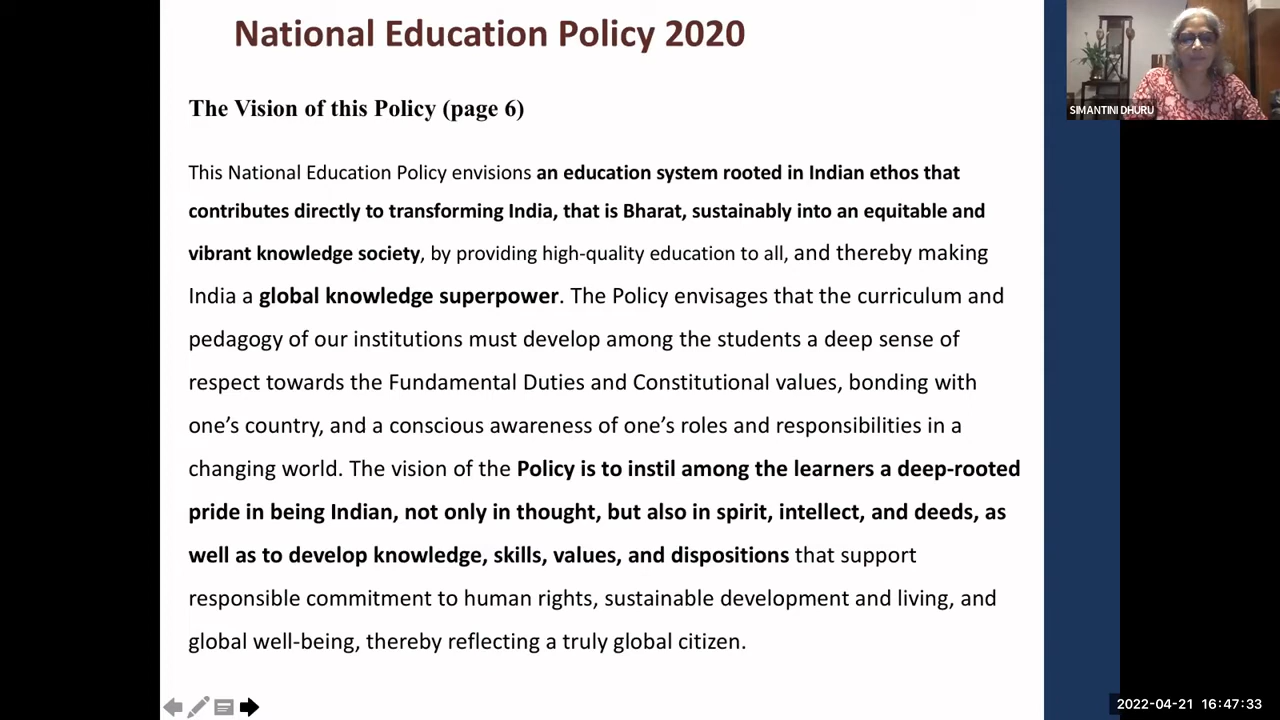 National Education Policy 2020
The Vision of this Policy (page 6)
This National Education Policy envisions an education system rooted in Indian ethos that
contributes directly to transforming India, that is Bharat, sustainably into an equitable and
vibrant knowledge society, by providing high-quality education to all, and thereby making
India a global knowledge superpower. The Policy envisages that the curriculum and
pedagogy of our institutions must develop among the students a deep sense of
respect towards the Fundamental Duties and Constitutional values, bonding with
one’s country, and a conscious awareness of one’s roles and responsibilities in a
changing world. The vision of the Policy is to instil among the learners a deep-rooted
pride in being Indian, not only in thought, but also in spirit, intellect, and deeds, as
well as to develop knowledge, skills, values, and dispositions that support
responsible commitment to human rights, sustainable development and living, and
global well-being, thereby reflecting a truly global citizen.
SIMANTINI DHURU
2022-04-21 16:47:33